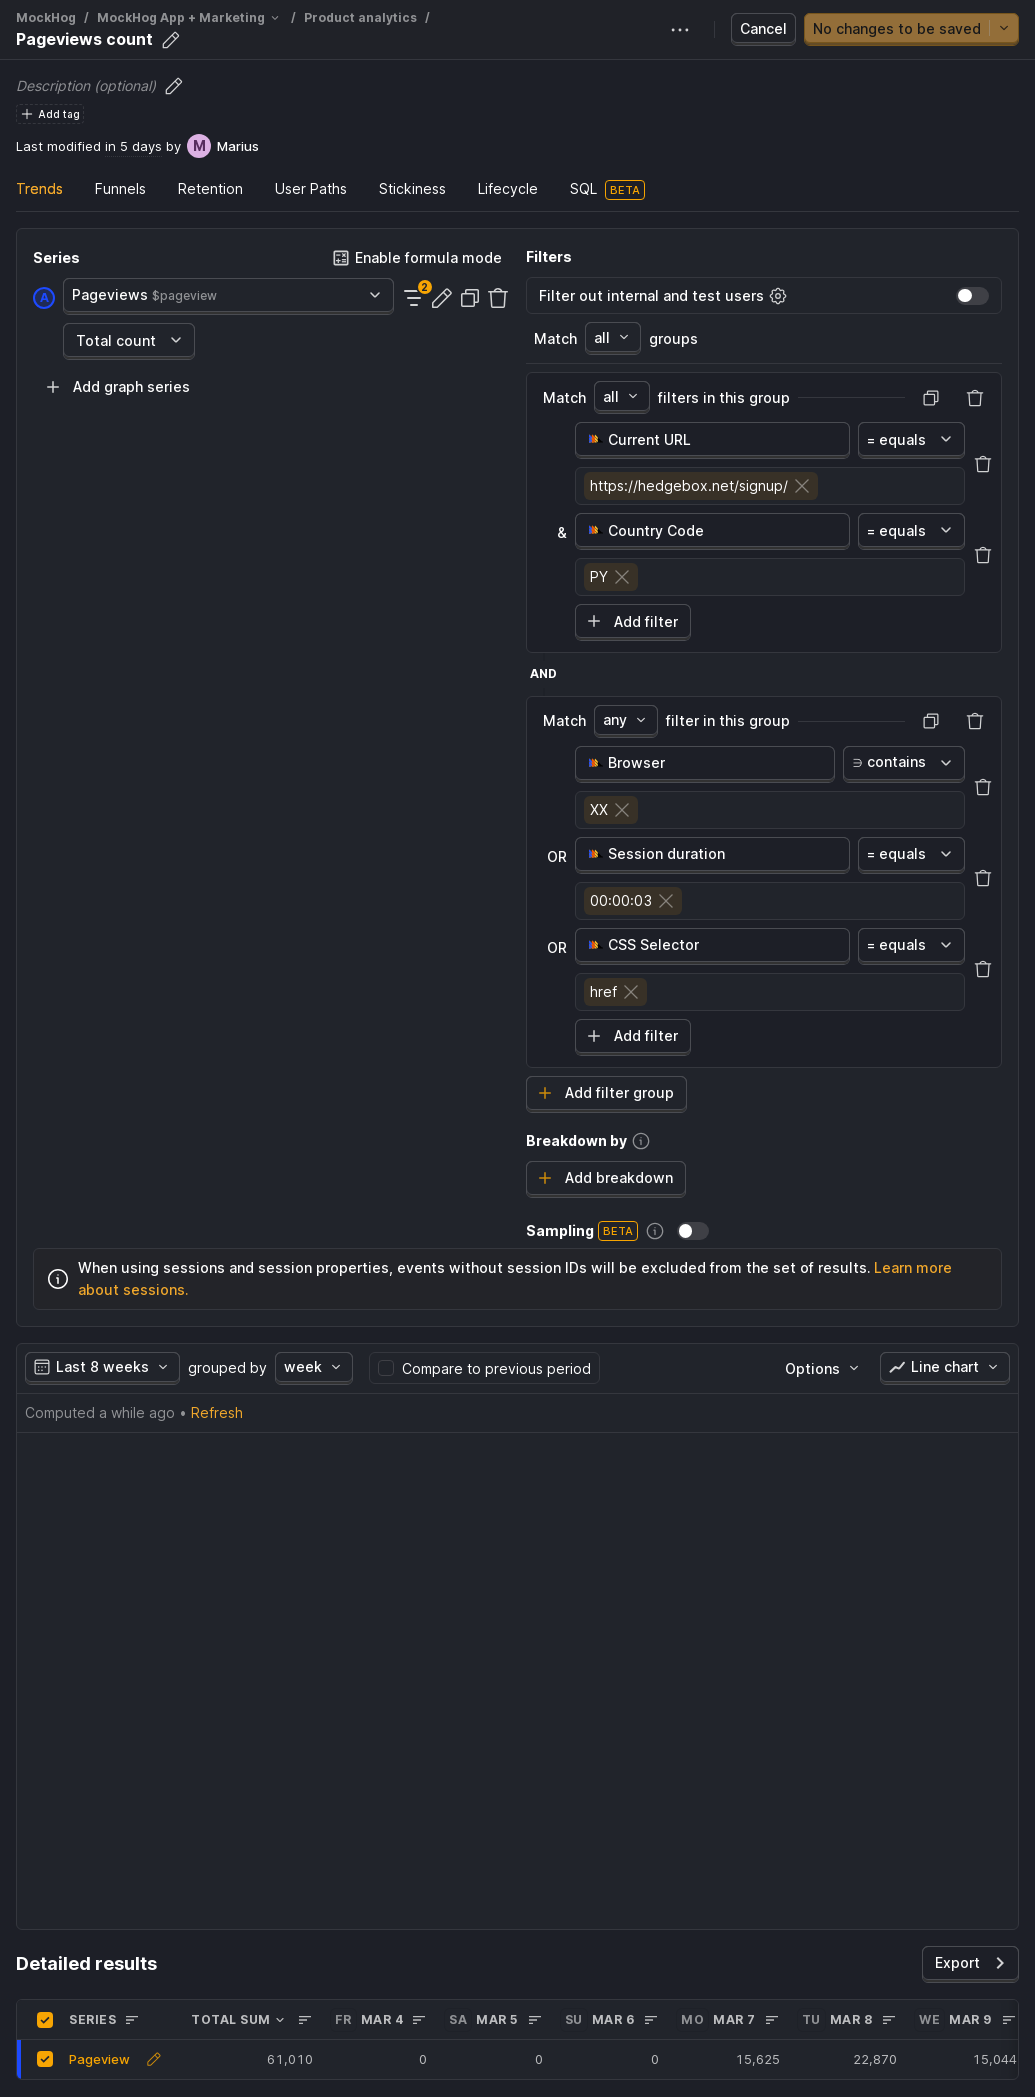 MockHog / MockHog App + Marketing / Product analytics /
Pageviews count
Cancel
No changes to be saved
Description (optional)
Add tag
Last modified in 5 days by M Marius
Trends Funnels Retention User Paths Stickiness Lifecycle SQL BETA
Series
Enable formula mode
A Pageviews $pageview
2
Total count
Add graph series
Filters
Filter out internal and test users
Match all groups
Match all filters in this group
Current URL = equals
https://hedgebox.net/signup/
& Country Code = equals
PY
Add filter
AND
Match any filter in this group
Browser ∋ contains
XX
OR Session duration = equals
00:00:03
OR CSS Selector = equals
href
Add filter
Add filter group
Breakdown by
Add breakdown
Sampling BETA
When using sessions and session properties, events without session IDs will be excluded from the set of results. Learn more
about sessions.
Last 8 weeks grouped by week Compare to previous period Options Line chart
Computed a while ago • Refresh
Detailed results
Export
SERIES TOTAL SUM FR MAR 4 SA MAR 5 SU MAR 6 MO MAR 7 TU MAR 8 WE MAR 9
Pageview 61,010 0 0 0 15,625 22,870 15,044